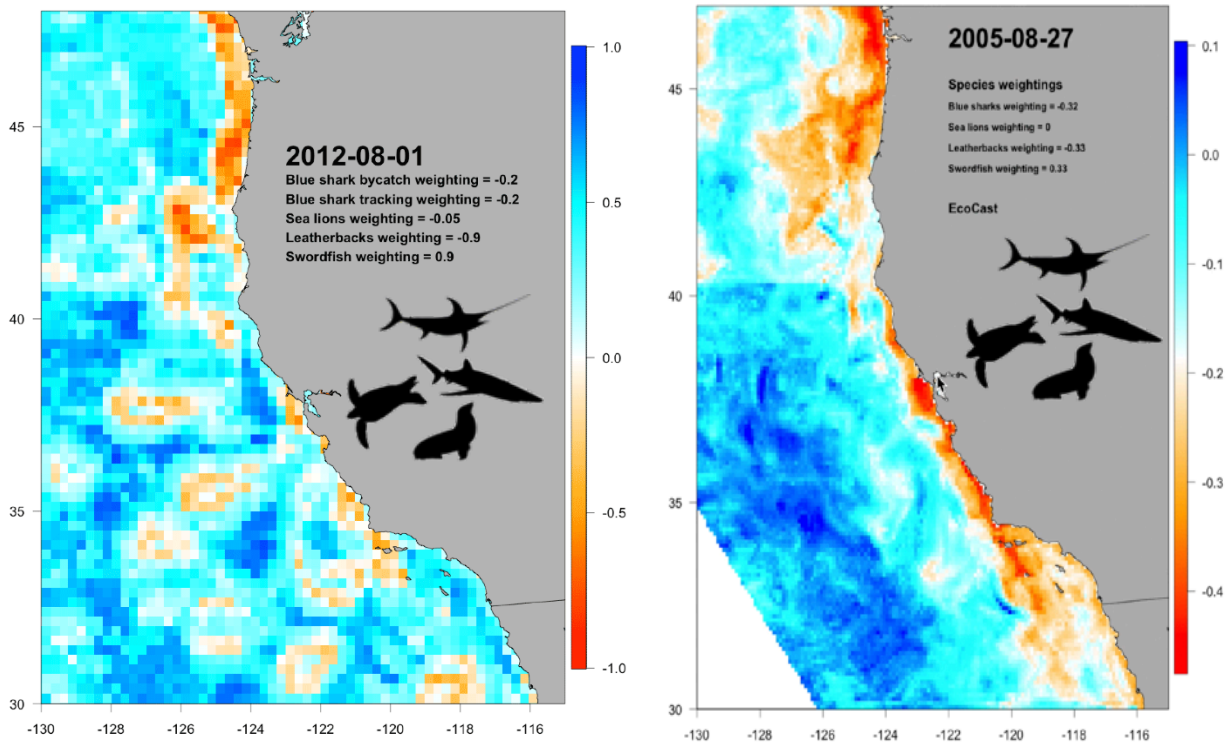 2012-08-01
Blue shark bycatch weighting = -0.2
Blue shark tracking weighting = -0.2
Sea lions weighting = -0.05
Leatherbacks weighting = -0.9
Swordfish weighting = 0.9
45
40
35
30
-130 -128 -126 -124 -122 -120 -118 -116
1.0
0.5
0.0
-0.5
-1.0
2005-08-27
Species weightings
Blue sharks weighting = -0.32
Sea lions weighting = 0
Leatherbacks weighting = -0.33
Swordfish weighting = 0.33
EcoCast
45
40
35
30
-130 -128 -126 -124 -122 -120 -118 -116
0.1
0.0
-0.1
-0.2
-0.3
-0.4